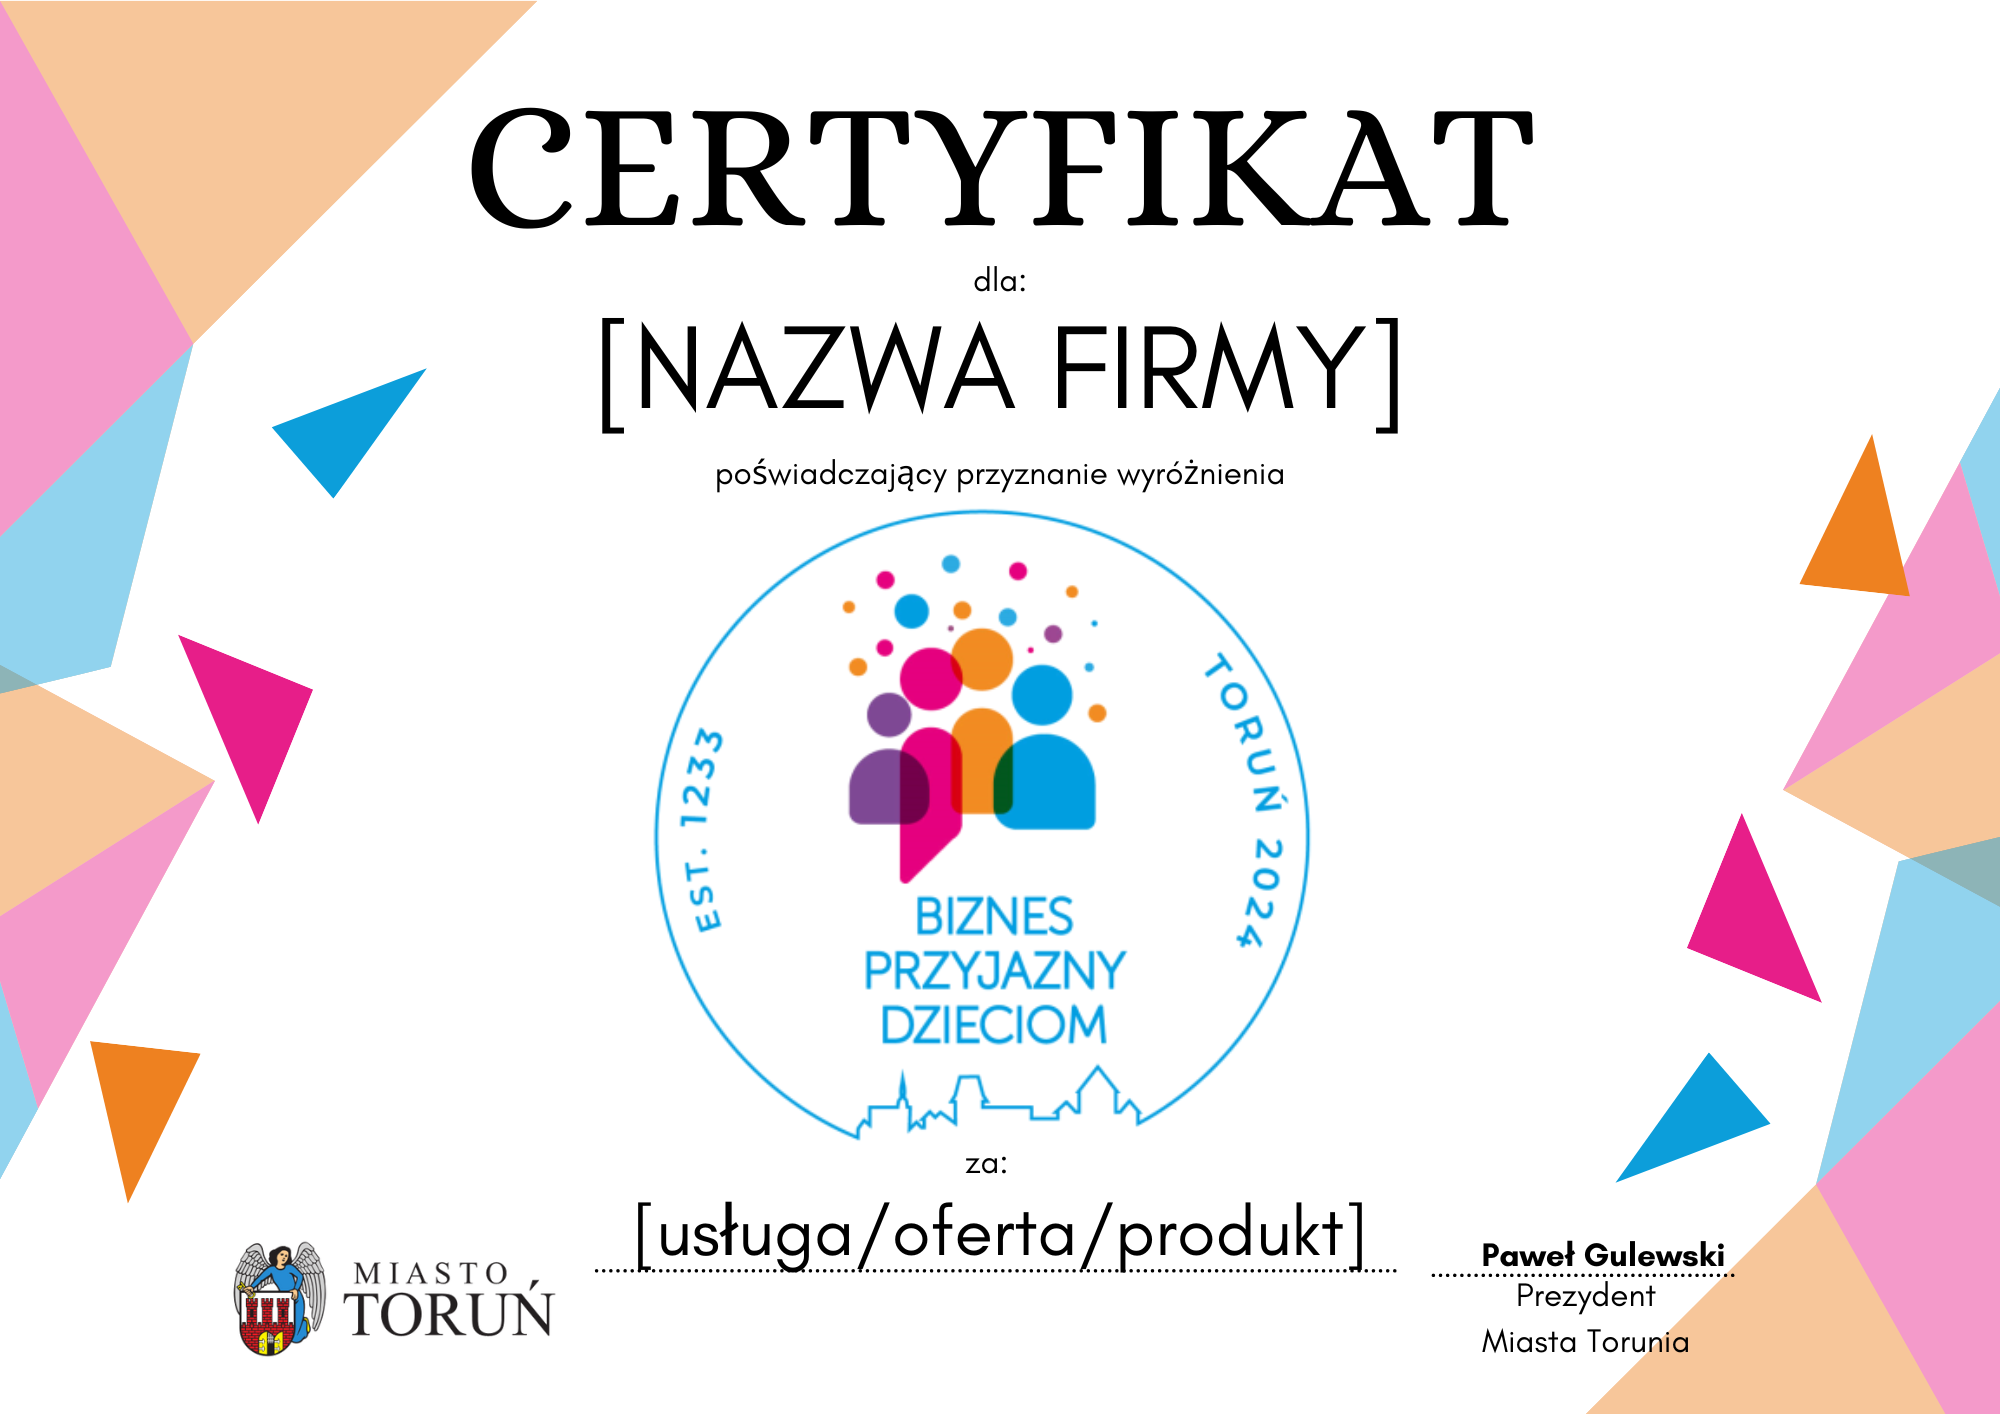 CERTYFIKAT
dla:
[NAZWA FIRMY]
poświadczający przyznanie wyróżnienia
EST. 1233
TORUŃ 2024
BIZNES
PRZYJAZNY
DZIECIOM
za:
[usługa/oferta/produkt]
MIASTO
TORUŃ
Paweł Gulewski
Prezydent
Miasta Torunia